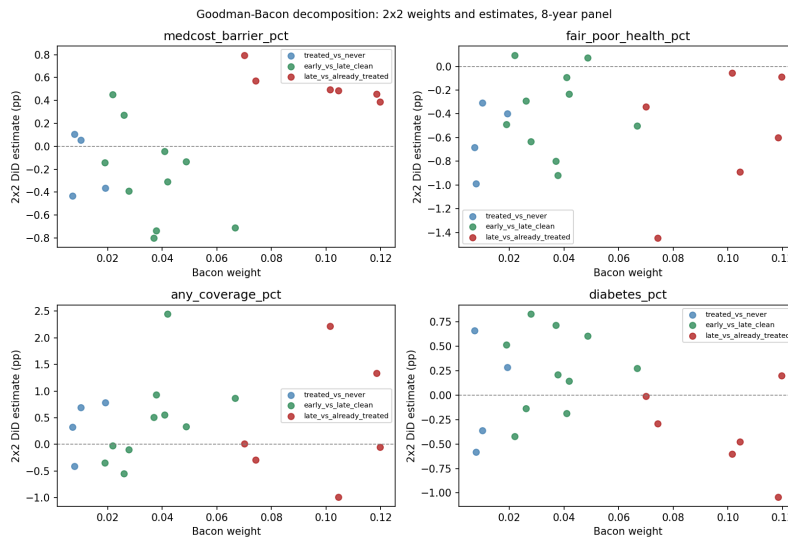 Goodman-Bacon decomposition: 2x2 weights and estimates, 8-year panel
medcost_barrier_pct
0.8
0.6
0.4
0.2
0.0
−0.2
−0.4
−0.6
−0.8
2x2 DiD estimate (pp)
treated_vs_never
early_vs_late_clean
late_vs_already_treated
0.02
0.04
0.06
0.08
0.10
0.12
Bacon weight
fair_poor_health_pct
0.0
−0.2
−0.4
−0.6
−0.8
−1.0
−1.2
−1.4
2x2 DiD estimate (pp)
treated_vs_never
early_vs_late_clean
late_vs_already_treated
0.02
0.04
0.06
0.08
0.10
0.12
Bacon weight
any_coverage_pct
2.5
2.0
1.5
1.0
0.5
0.0
−0.5
−1.0
2x2 DiD estimate (pp)
treated_vs_never
early_vs_late_clean
late_vs_already_treated
0.02
0.04
0.06
0.08
0.10
0.12
Bacon weight
diabetes_pct
0.75
0.50
0.25
0.00
−0.25
−0.50
−0.75
−1.00
2x2 DiD estimate (pp)
treated_vs_never
early_vs_late_clean
late_vs_already_treated
0.02
0.04
0.06
0.08
0.10
0.12
Bacon weight